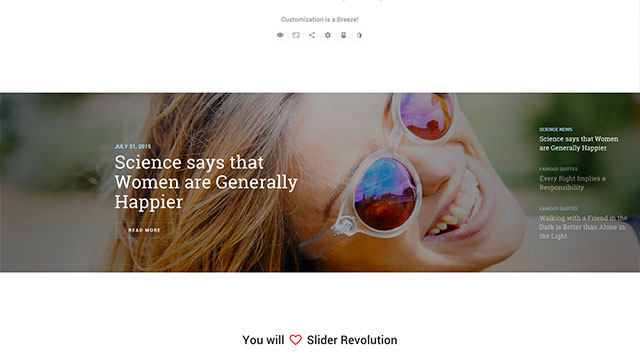 Customization is a Breeze!
JULY 31, 2015
Science says that
Women are Generally
Happier
READ MORE
SCIENCE NEWS
Science says that Women
are Generally Happier
FAMOUS QUOTES
Every Right Implies a
Responsibility
FAMOUS QUOTES
Walking with a Friend in the
Dark is Better than Alone in
the Light
You will Slider Revolution